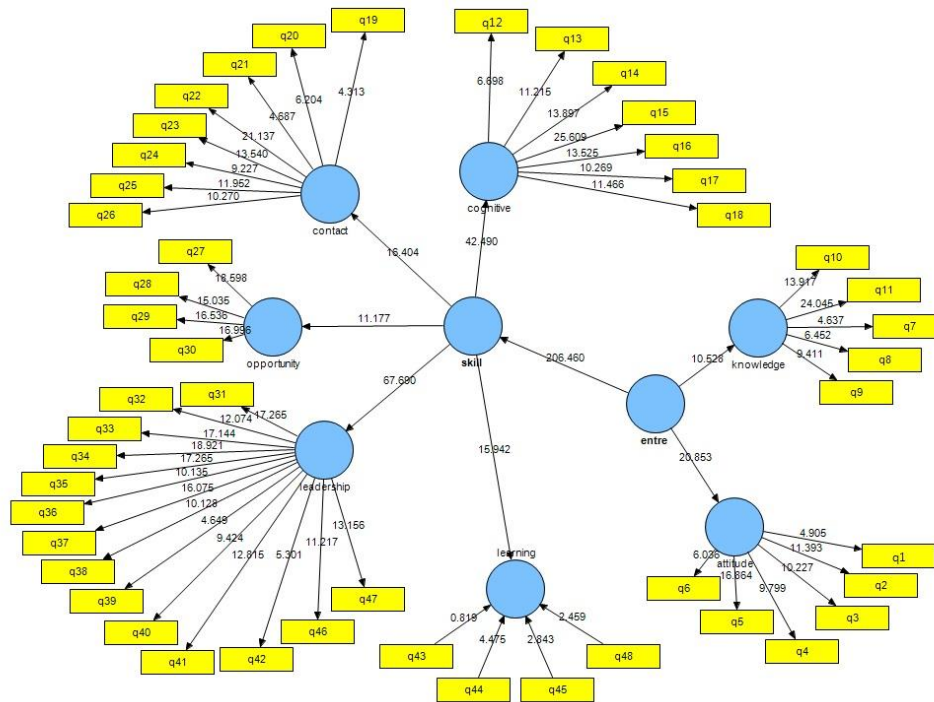 q19
q20
q21
q22
q23
q24
q25
q26
4.313
6.204
4.687
21.137
13.540
9.227
11.952
10.270
contact
q12
q13
q14
q15
q16
q17
q18
6.698
11.215
13.897
25.609
13.525
10.269
11.466
cognitive
16.404
42.490
q27
q28
q29
q30
18.598
15.035
16.536
16.996
opportunity
11.177
skill
206.460
67.690
15.942
q10
q11
q7
q8
q9
13.917
24.045
4.637
6.452
9.411
knowledge
10.528
entre
20.853
q31
q32
q33
q34
q35
q36
q37
q38
q39
q40
q41
q42
q46
q47
17.265
12.074
17.144
18.921
17.265
10.135
16.075
10.128
4.649
9.424
12.815
5.301
11.217
13.156
leadership
learning
0.819
4.475
2.843
2.459
q43
q44
q45
q48
attitude
4.905
11.393
10.227
9.799
16.864
6.036
q1
q2
q3
q4
q5
q6